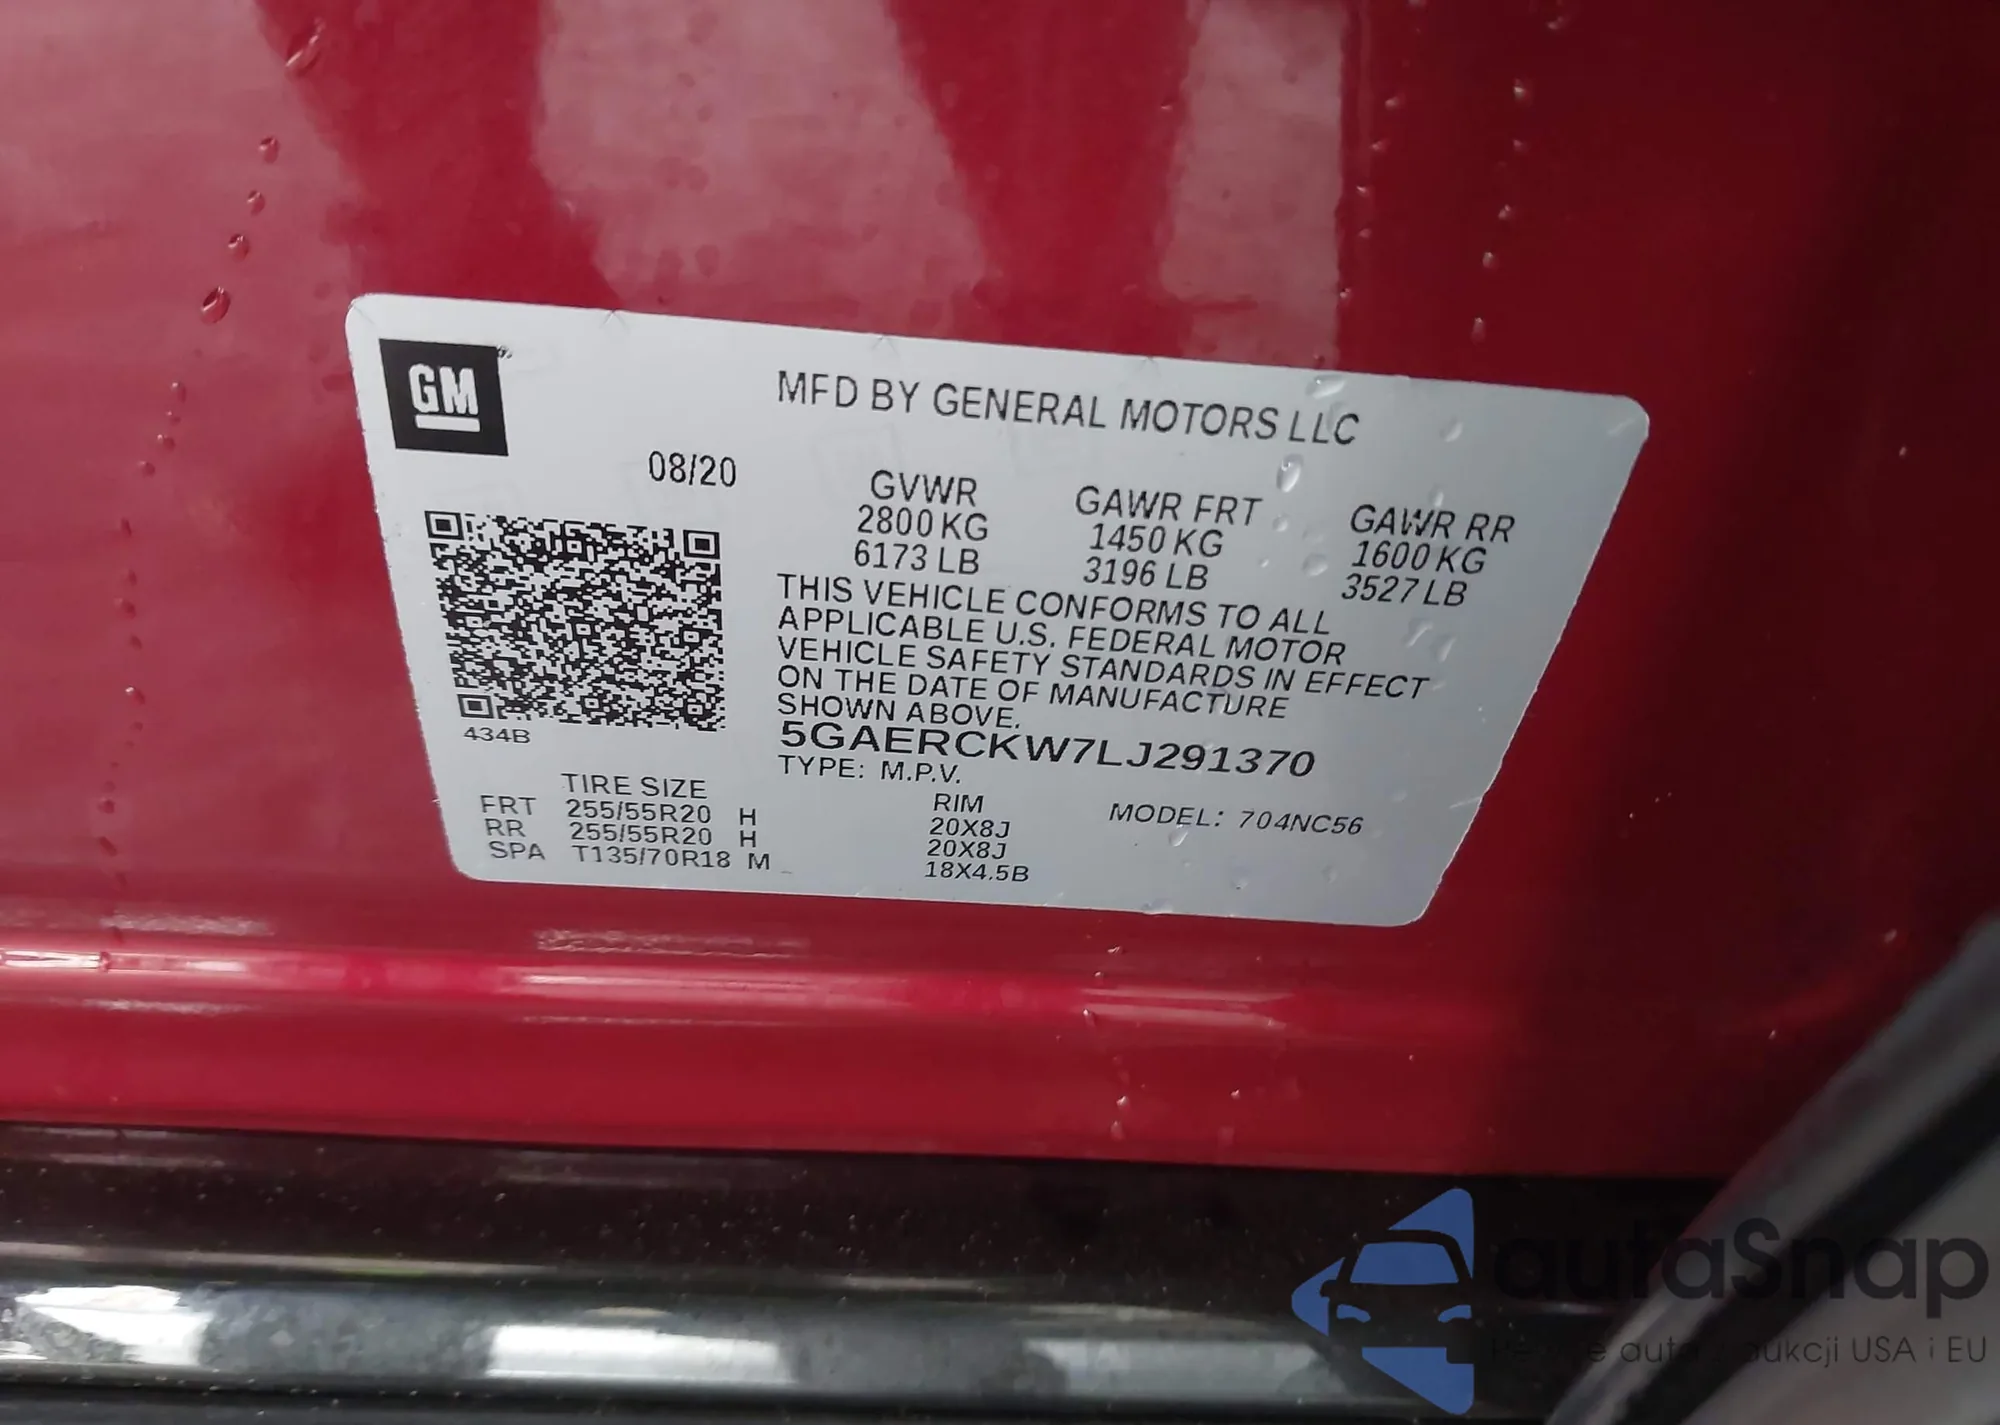 GM
MFD BY GENERAL MOTORS LLC
08/20
GVWR GAWR FRT GAWR RR
2800 KG 1450 KG 1600 KG
6173 LB 3196 LB 3527 LB
THIS VEHICLE CONFORMS TO ALL
APPLICABLE U.S. FEDERAL MOTOR
VEHICLE SAFETY STANDARDS IN EFFECT
ON THE DATE OF MANUFACTURE
SHOWN ABOVE.
434B
5GAERCKW7LJ291370
TYPE: M.P.V.
TIRE SIZE RIM MODEL: 704NC56
FRT 255/55R20 H 20X8J
RR 255/55R20 H 20X8J
SPA T135/70R18 M 18X4.5B
autaSnap
auta z aukcji USA i EU